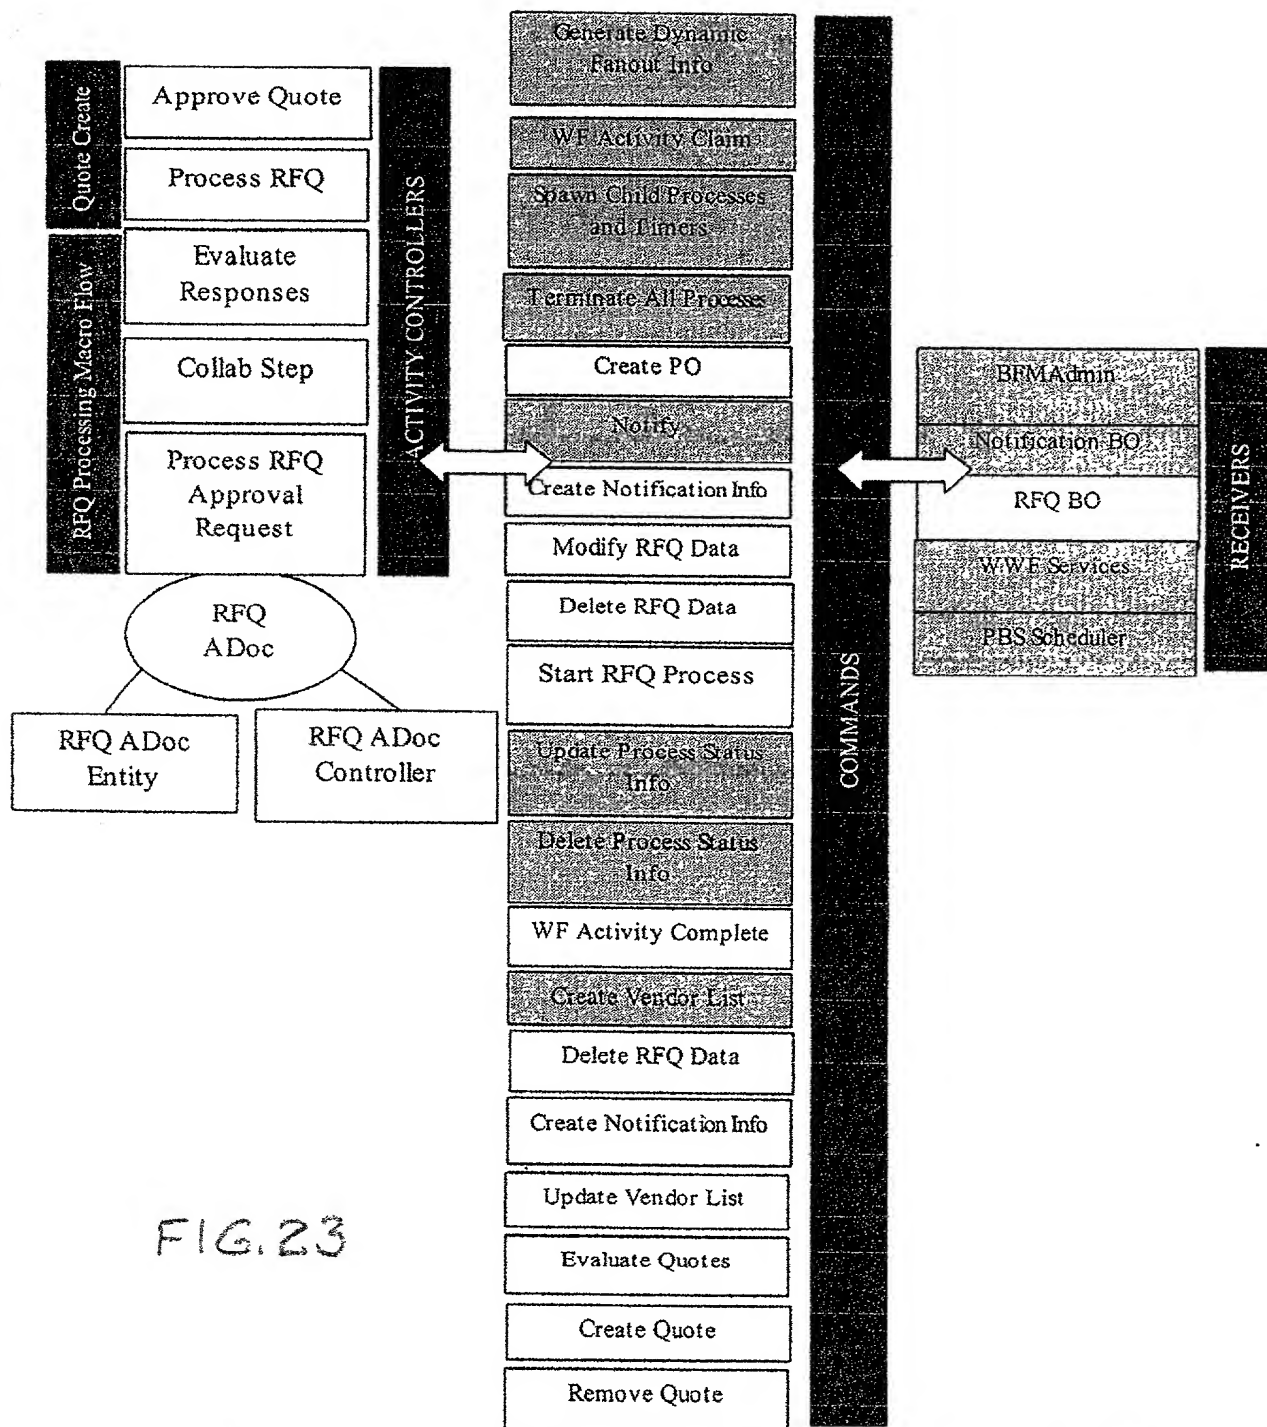 Quote Create
RFQ Processing Macro Flow
Approve Quote
Process RFQ
Evaluate
Responses
Collab Step
Process RFQ
Approval
Request
ACTIVITY CONTROLLERS
RFQ
ADoc
RFQ ADoc
Entity
RFQ ADoc
Controller
Generate Dynamic
Fanout Info
WF Activity Claim
Spawn Child Processes
and Timers
Terminate All Processes
Create PO
Notify
Create Notification Info
Modify RFQ Data
Delete RFQ Data
Start RFQ Process
Update Process Status
Info
Delete Process Status
Info
WF Activity Complete
Create Vendor List
Delete RFQ Data
Create Notification Info
Update Vendor List
Evaluate Quotes
Create Quote
Remove Quote
COMMANDS
BFMAdmin
Notification BO
RFQ BO
WWF Services
PBS Scheduler
RECEIVERS
FIG. 23